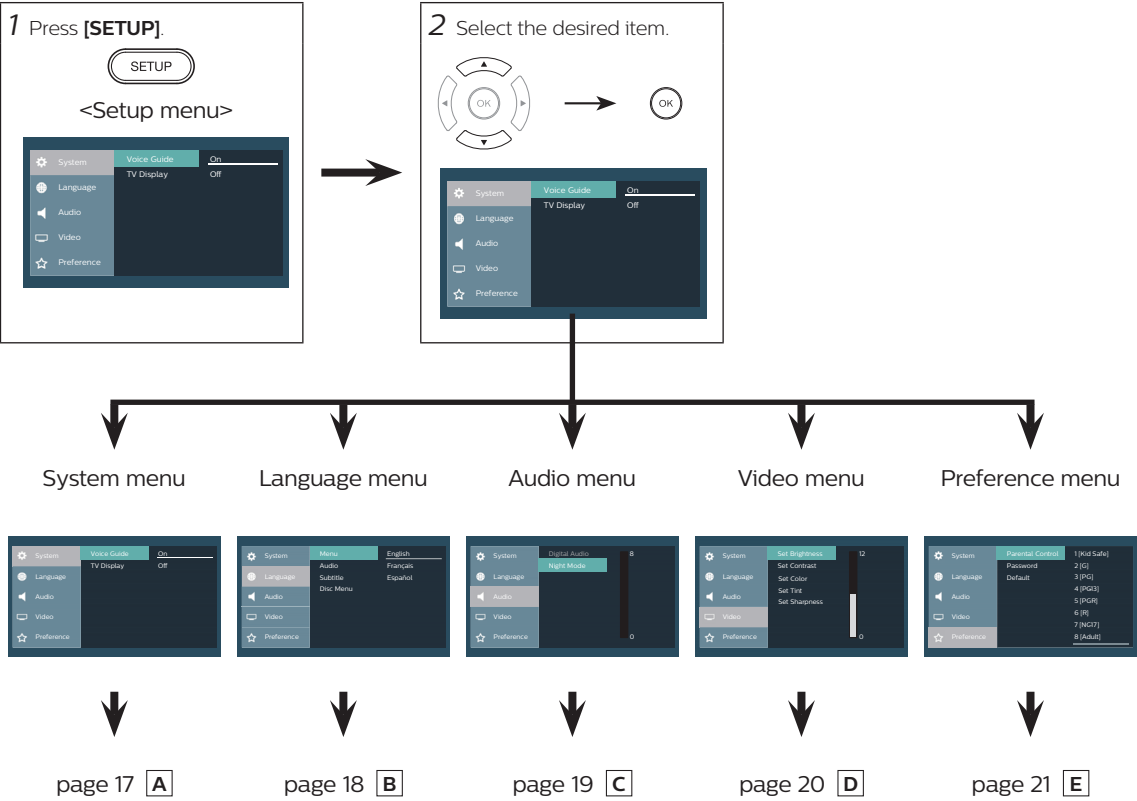 1 Press [SETUP].
SETUP
<Setup menu>
System
Language
Audio
Video
Preference
Voice Guide On
TV Display Off
2 Select the desired item.
OK
OK
System
Language
Audio
Video
Preference
Voice Guide On
TV Display Off
System menu
System
Language
Audio
Video
Preference
Voice Guide On
TV Display Off
page 17 A
Language menu
System
Language
Audio
Video
Preference
Menu English
Audio Français
Subtitle Español
Disc Menu
page 18 B
Audio menu
System
Language
Audio
Video
Preference
Digital Audio 8
Night Mode
0
page 19 C
Video menu
System
Language
Audio
Video
Preference
Set Brightness 12
Set Contrast
Set Color
Set Tint
Set Sharpness
0
page 20 D
Preference menu
System
Language
Audio
Video
Preference
Parental Control 1 [Kid Safe]
Password 2 [G]
Default 3 [PG]
4 [PG13]
5 [PGR]
6 [R]
7 [NC17]
8 [Adult]
page 21 E